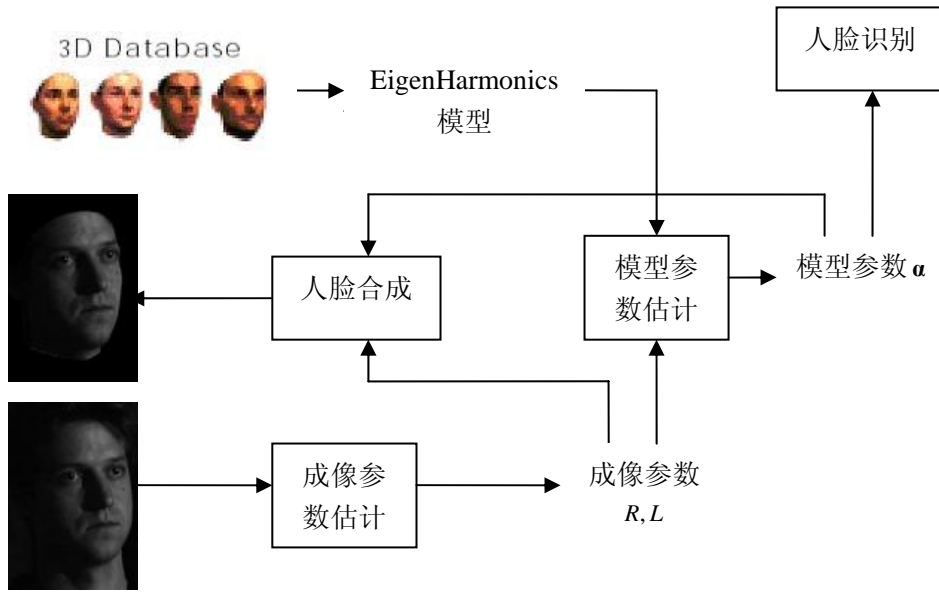 3D Database
EigenHarmonics
模型
人脸识别
人脸合成
模型参
数估计
模型参数 α
成像参
数估计
成像参数
R, L